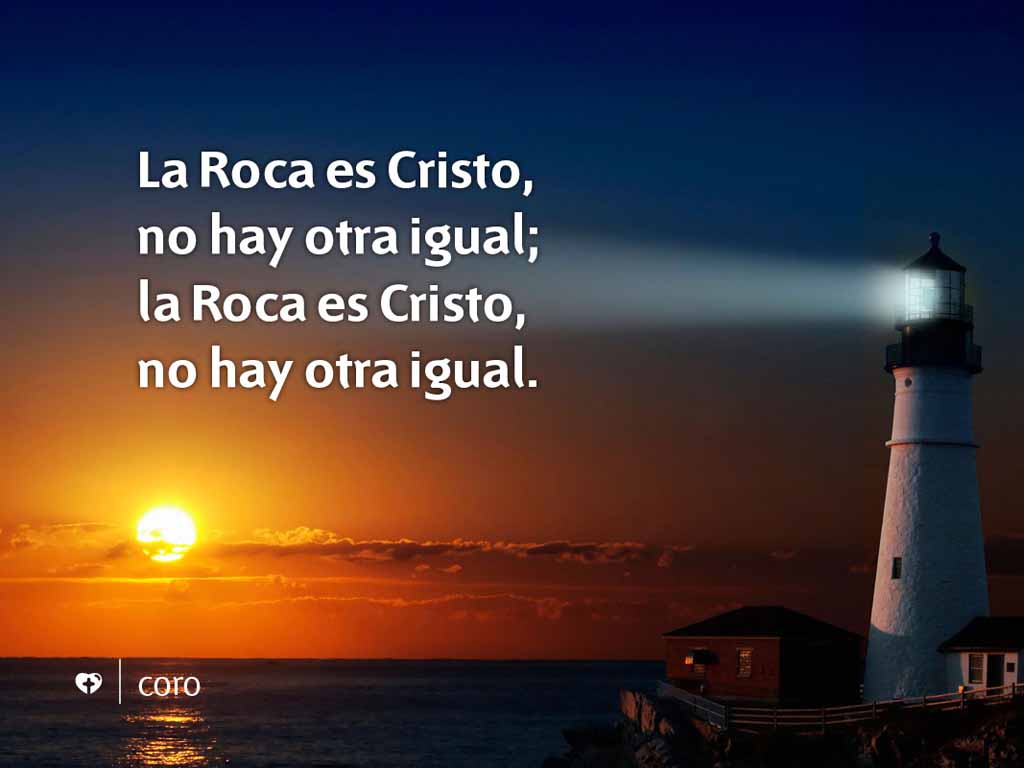 La Roca es Cristo,
no hay otra igual;
la Roca es Cristo,
no hay otra igual.
coro